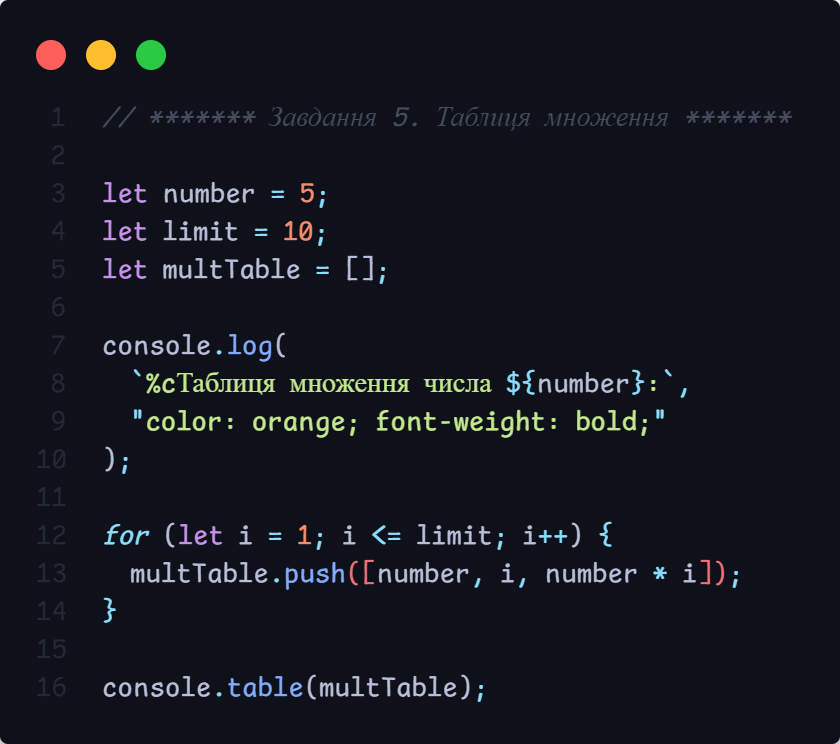 1 // ******* Завдання 5. Таблиця множення *******
2
3 let number = 5;
4 let limit = 10;
5 let multTable = [];
6
7 console.log(
8 `%cТаблиця множення числа ${number}:`,
9 "color: orange; font-weight: bold;"
10 );
11
12 for (let i = 1; i <= limit; i++) {
13 multTable.push([number, i, number * i]);
14 }
15
16 console.table(multTable);